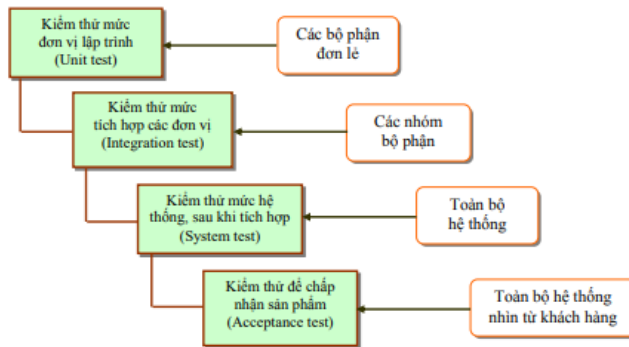 Kiểm thử mức
đơn vị lập trình
(Unit test)
Các bộ phận
đơn lẻ
Kiểm thử mức
tích hợp các đơn vị
(Integration test)
Các nhóm
bộ phận
Kiểm thử mức hệ
thống, sau khi tích hợp
(System test)
Toàn bộ
hệ thống
Kiểm thử để chấp
nhận sản phẩm
(Acceptance test)
Toàn bộ hệ thống
nhìn từ khách hàng